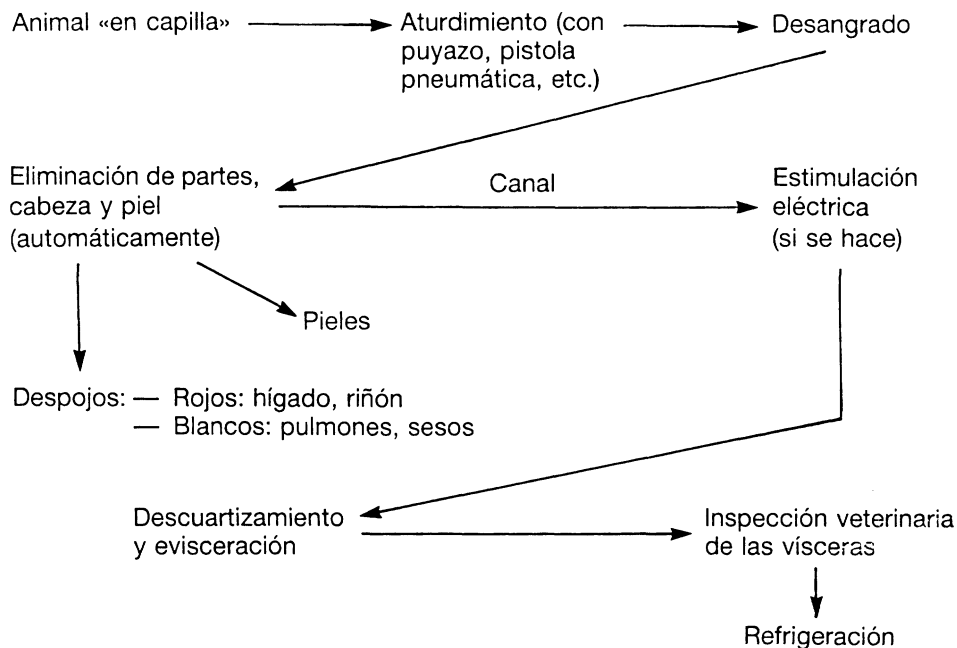 Animal «en capilla»
Aturdimiento (con
puyazo, pistola
pneumática, etc.)
Desangrado
Eliminación de partes,
cabeza y piel
(automáticamente)
Canal
Estimulación
eléctrica
(si se hace)
Pieles
Despojos: — Rojos: hígado, riñón
— Blancos: pulmones, sesos
Descuartizamiento
y evisceración
Inspección veterinaria
de las vísceras
Refrigeración